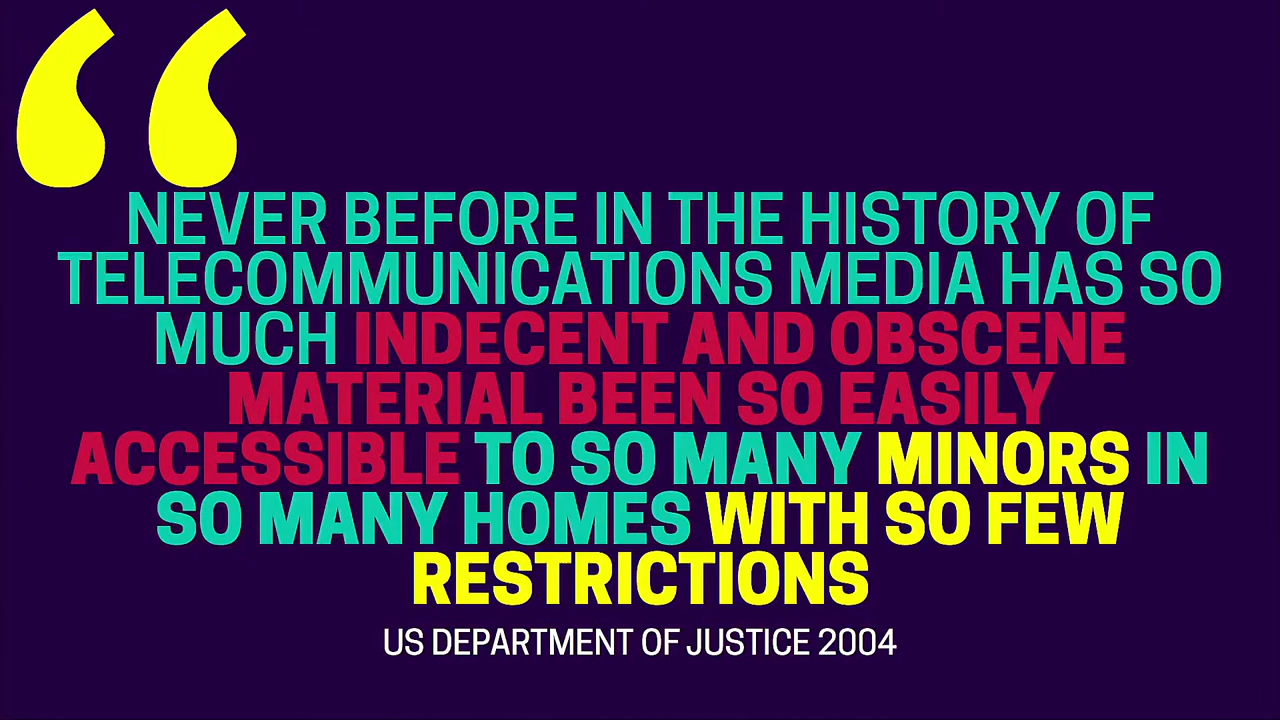 “
NEVER BEFORE IN THE HISTORY OF
TELECOMMUNICATIONS MEDIA HAS SO
MUCH INDECENT AND OBSCENE
MATERIAL BEEN SO EASILY
ACCESSIBLE TO SO MANY MINORS IN
SO MANY HOMES WITH SO FEW
RESTRICTIONS
US DEPARTMENT OF JUSTICE 2004